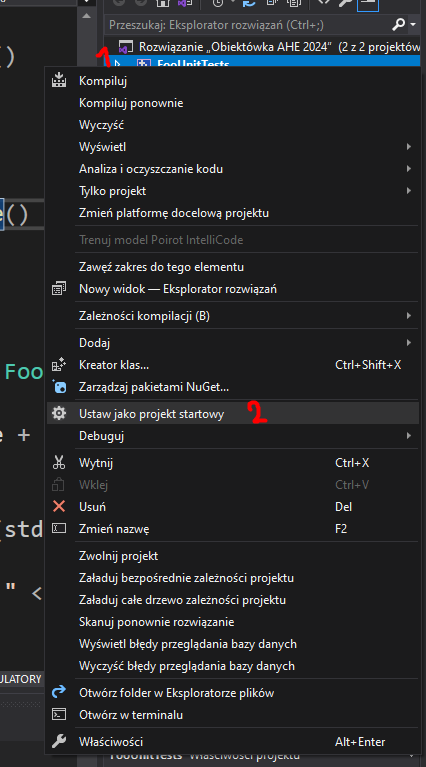 ()
Przeszukaj: Eksplorator rozwiązań (Ctrl+;)
1
Rozwiązanie „Obiektówka AHE 2024” (2 z 2 projektów
FooUnitTests
Kompiluj
Kompiluj ponownie
Wyczyść
Wyświetl
Analiza i oczyszczanie kodu
Tylko projekt
e()
Zmień platformę docelową projektu
Trenuj model Poirot IntelliCode
Zawęź zakres do tego elementu
Nowy widok — Eksplorator rozwiązań
Zależności kompilacji (B)
Dodaj
Foo
Kreator klas... Ctrl+Shift+X
Zarządzaj pakietami NuGet...
Ustaw jako projekt startowy 2
e +
Debuguj
Wytnij Ctrl+X
Wklej Ctrl+V
Usuń Del
(std
Zmień nazwę F2
Zwolnij projekt
Załaduj bezpośrednie zależności projektu
" <
Załaduj całe drzewo zależności projektu
Skanuj ponownie rozwiązanie
Wyświetl błędy przeglądania bazy danych
Wyczyść błędy przeglądania bazy danych
ULATORY
Otwórz folder w Eksploratorze plików
Otwórz w terminalu
Właściwości Alt+Enter
FooUnitTests Właściwości projektu